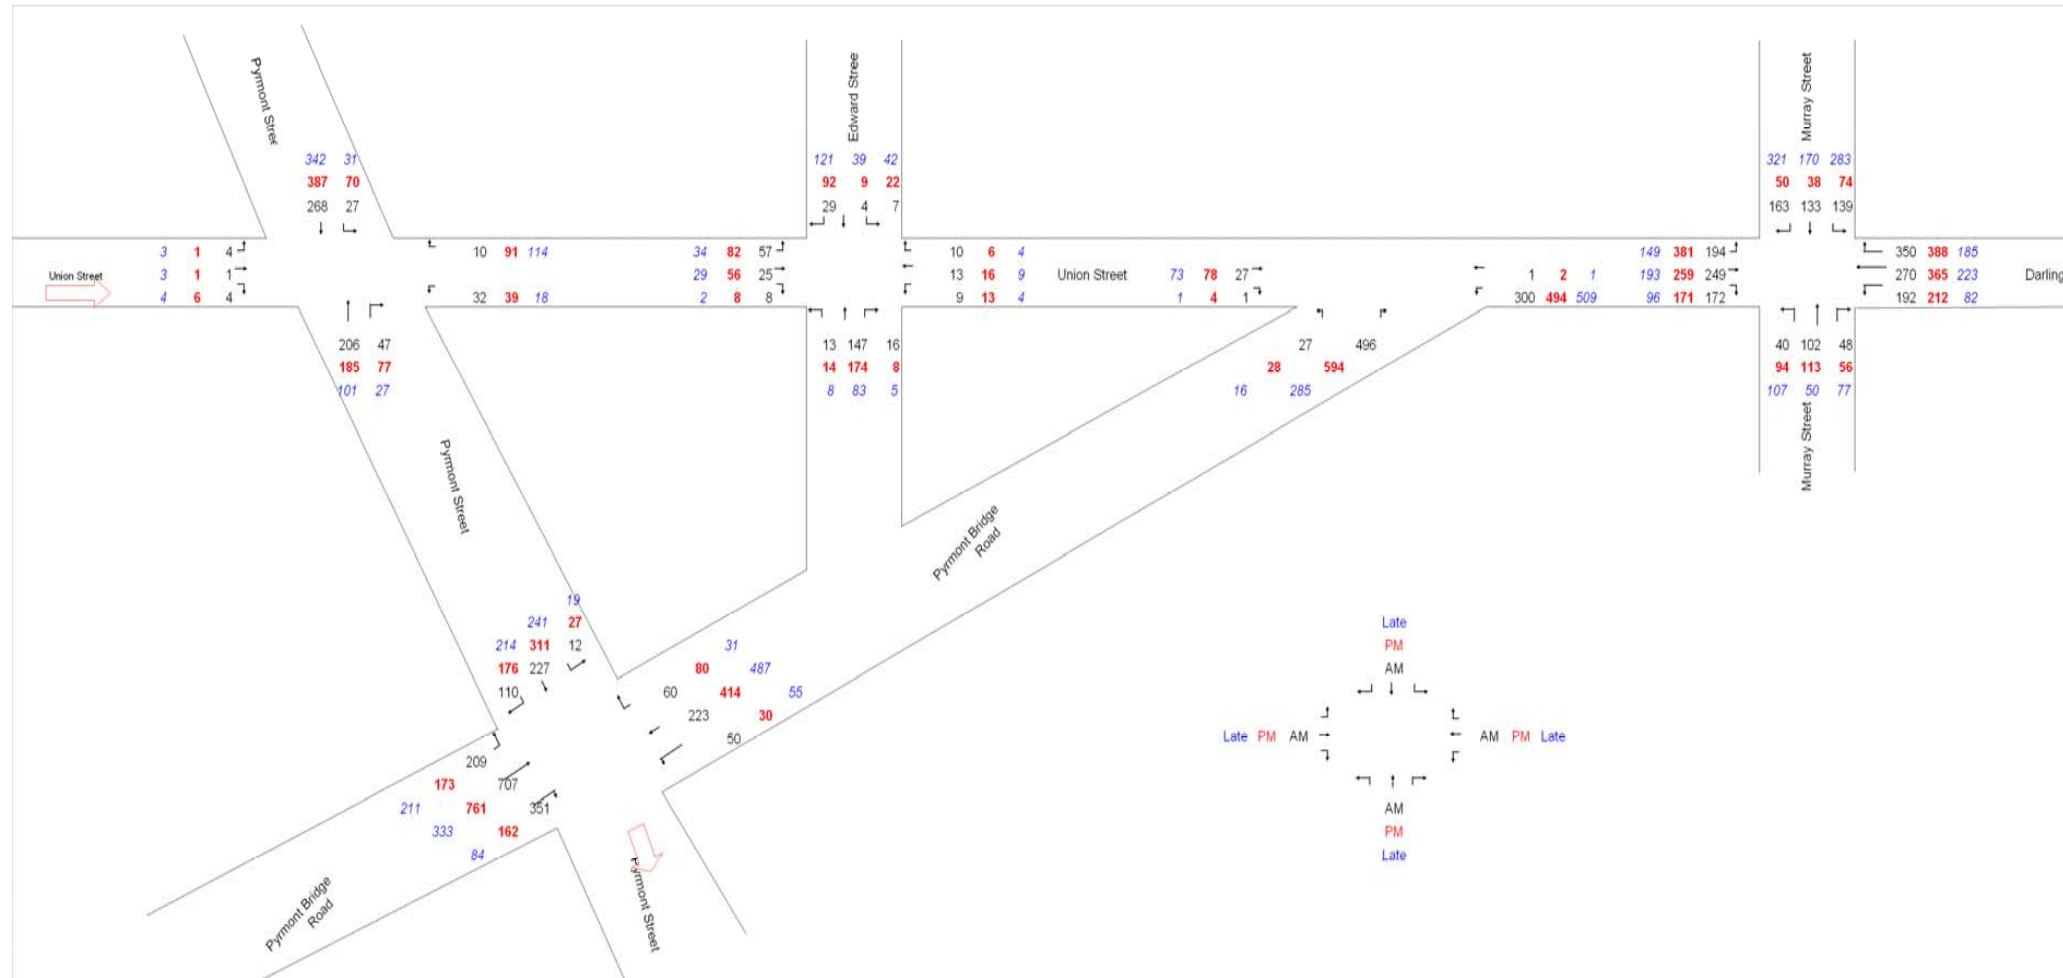 Pyrmont Stree
Edward Stree
Murray Street
342 31
387 70
268 27
121 39 42
92 9 22
29 4 7
321 170 283
50 38 74
163 133 139
3 1 4
10 91 114
34 82 57
10 6 4
149 381 194
350 388 185
Union Street
3 1 1
29 56 25
13 16 9
Union Street
73 78 27
1 2 1
193 259 249
270 365 223
Darling
4 6 4
32 39 18
2 8 8
9 13 4
1 4 1
300 494 509
96 171 172
192 212 82
206 47
185 77
101 27
13 147 16
14 174 8
8 83 5
27 496
28 594
16 285
40 102 48
94 113 56
107 50 77
Murray Street
Pyrmont Street
Pyrmont Bridge
Road
19
241 27
214 311 12
176 227
110
31
80 487
60 414 55
223 30
50
209
173 707
211 761 351
333 162
84
Pyrmont Bridge
Road
Pyrmont Street
Late
PM
AM
Late PM AM
AM PM Late
AM
PM
Late